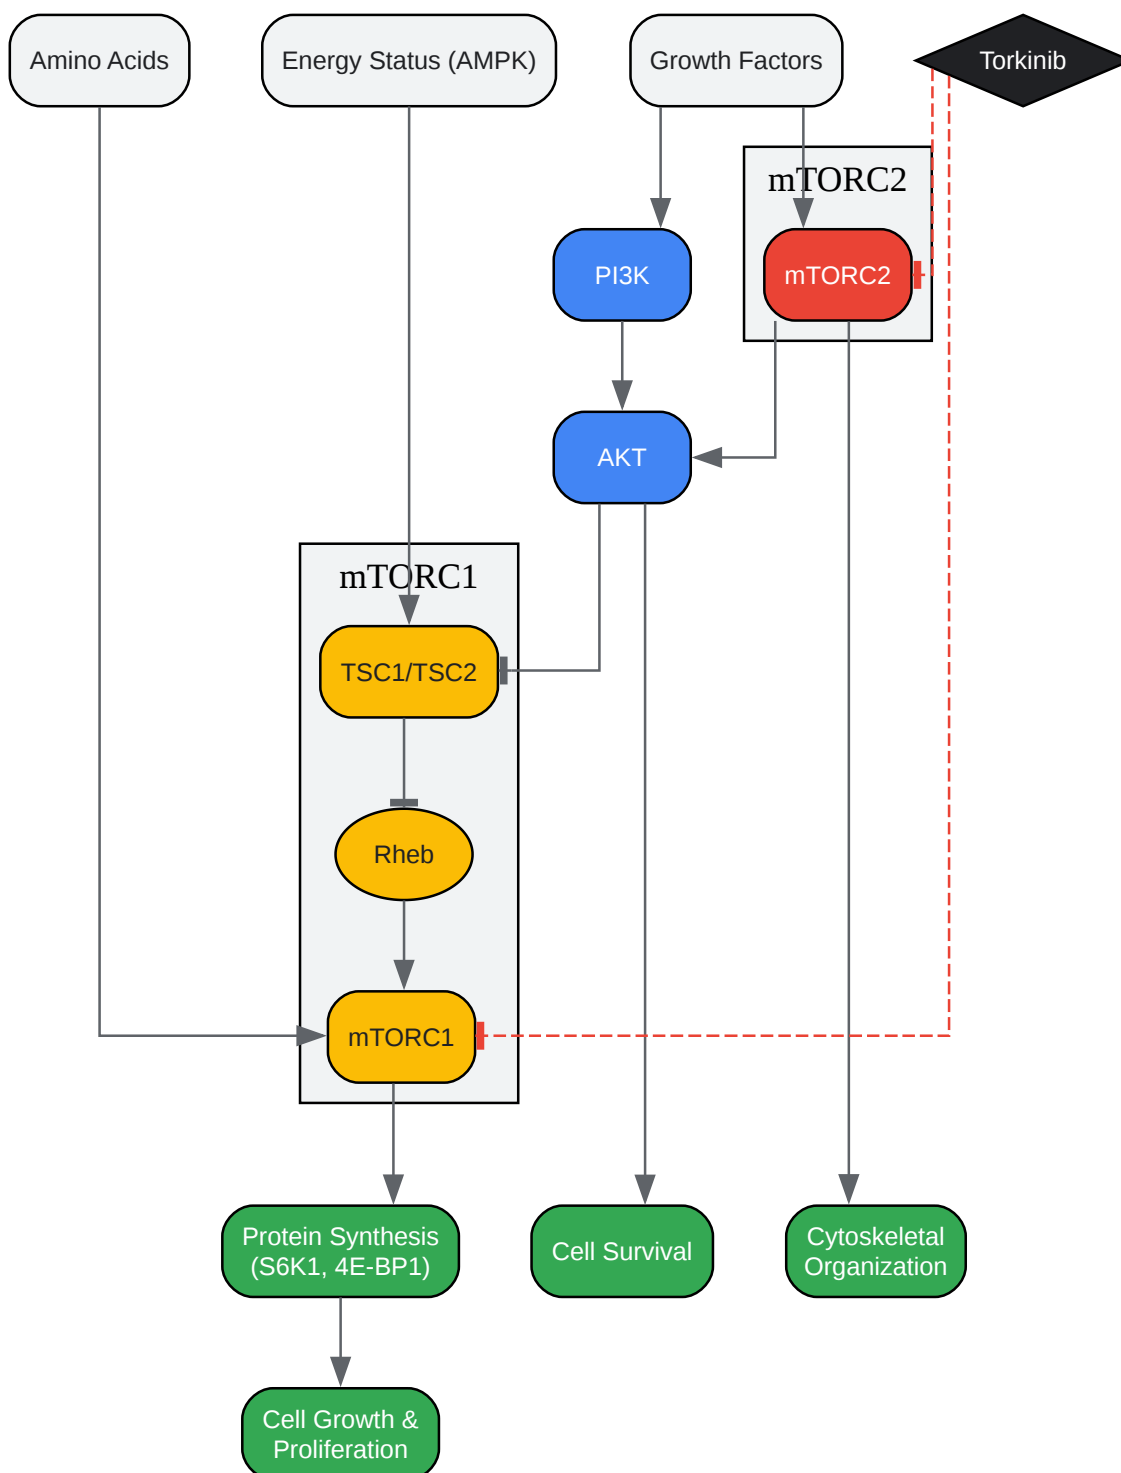 Amino Acids
Energy Status (AMPK)
Growth Factors
Torkinib
mTORC2
PI3K
mTORC2
AKT
mTORC1
TSC1/TSC2
Rheb
mTORC1
Protein Synthesis
(S6K1, 4E-BP1)
Cell Survival
Cytoskeletal
Organization
Cell Growth &
Proliferation